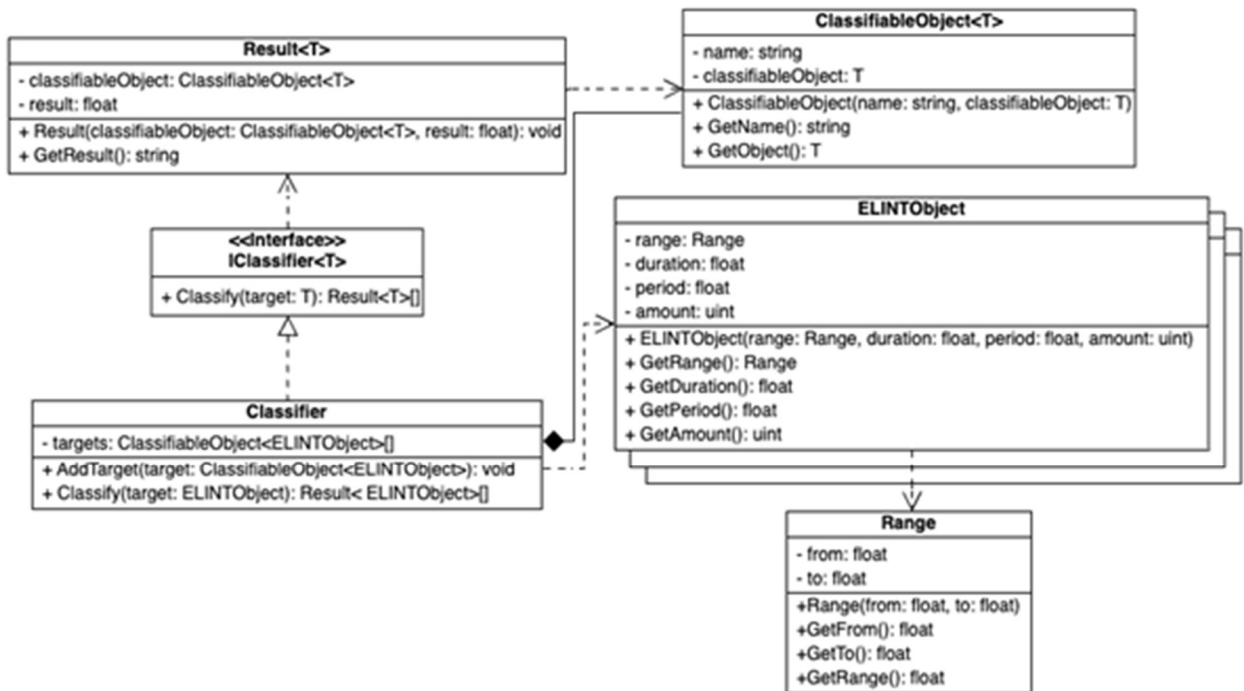 Result<T>
- classifiableObject: ClassifiableObject<T>
- result: float
+ Result(classifiableObject: ClassifiableObject<T>, result: float): void
+ GetResult(): string
ClassifiableObject<T>
- name: string
- classifiableObject: T
+ ClassifiableObject(name: string, classifiableObject: T)
+ GetName(): string
+ GetObject(): T
<<Interface>>
IClassifier<T>
+ Classify(target: T): Result<T>[]
ELINTObject
- range: Range
- duration: float
- period: float
- amount: uint
+ ELINTObject(range: Range, duration: float, period: float, amount: uint)
+ GetRange(): Range
+ GetDuration(): float
+ GetPeriod(): float
+ GetAmount(): uint
Classifier
- targets: ClassifiableObject<ELINTObject>[]
+ AddTarget(target: ClassifiableObject<ELINTObject>): void
+ Classify(target: ELINTObject): Result< ELINTObject>[]
Range
- from: float
- to: float
+Range(from: float, to: float)
+GetFrom(): float
+GetTo(): float
+GetRange(): float